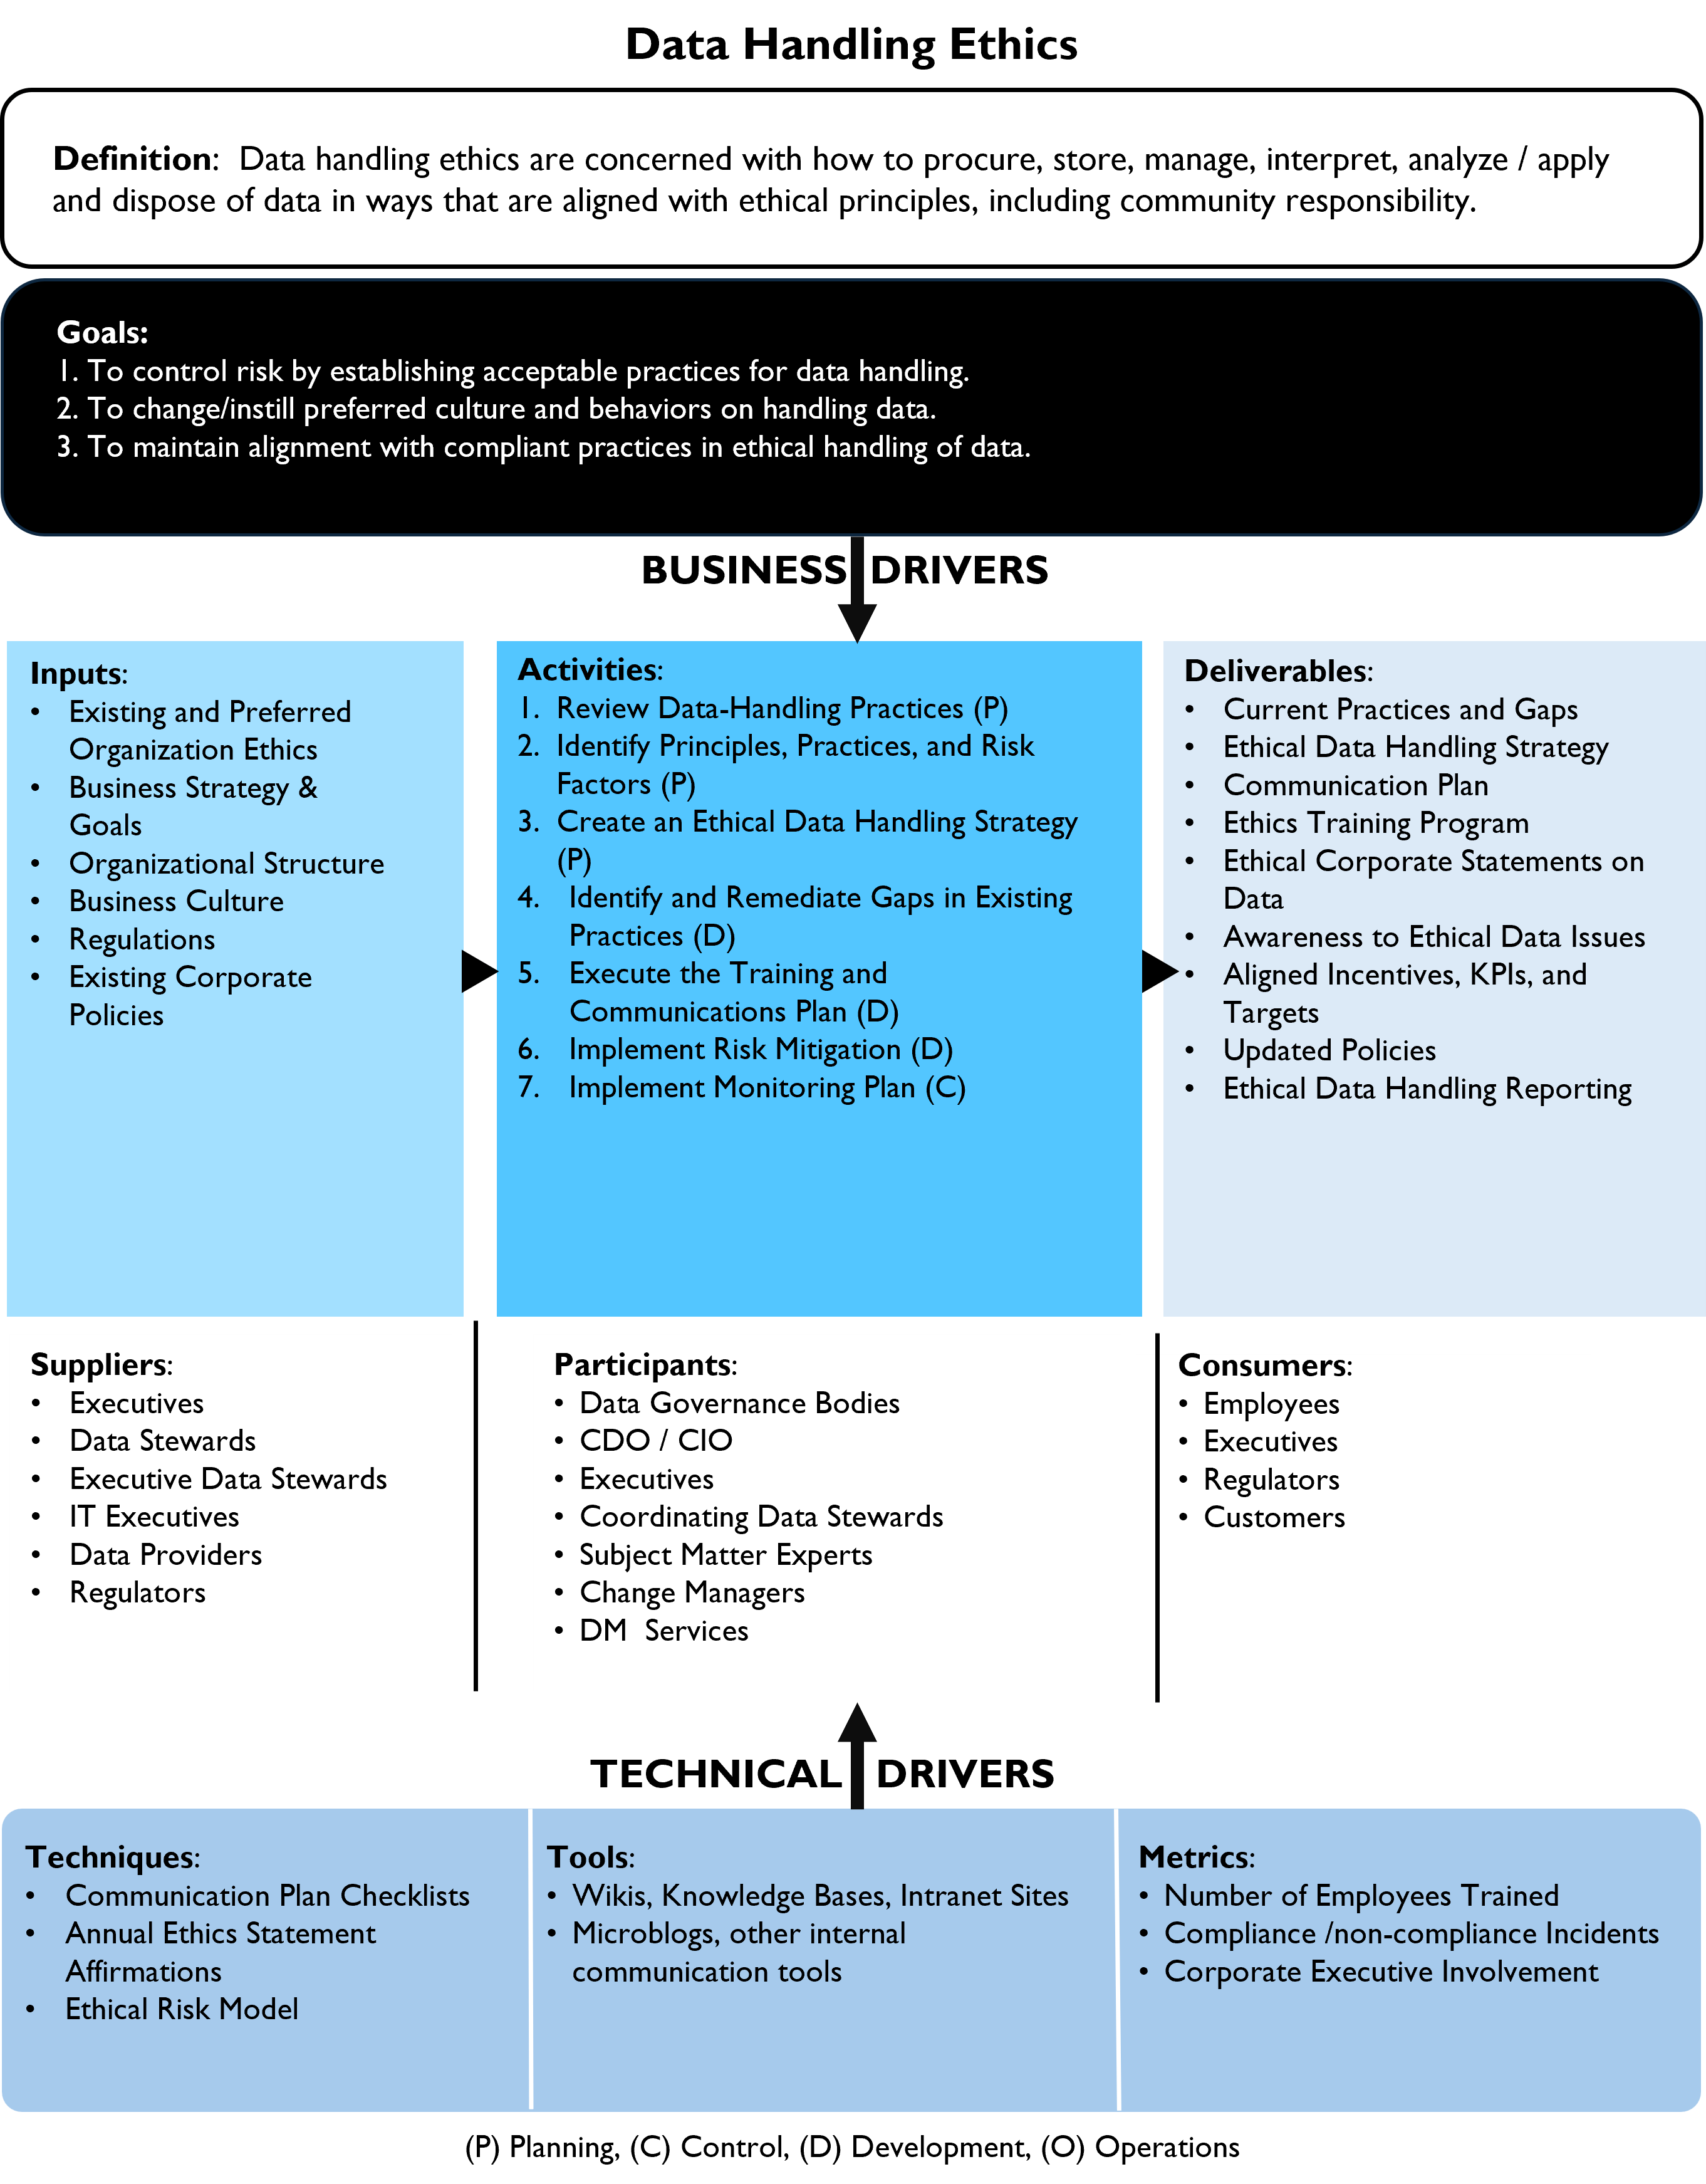 Data Handling Ethics
Definition:  Data handling ethics are concerned with how to procure, store, manage, interpret, analyze / apply
and dispose of data in ways that are aligned with ethical principles, including community responsibility.
Goals:
1. To control risk by establishing acceptable practices for data handling.
2. To change/instill preferred culture and behaviors on handling data.
3. To maintain alignment with compliant practices in ethical handling of data.
BUSINESS DRIVERS
Inputs:
• Existing and Preferred
Organization Ethics
• Business Strategy &
Goals
• Organizational Structure
• Business Culture
• Regulations
• Existing Corporate
Policies
Activities:
1. Review Data-Handling Practices (P)
2. Identify Principles, Practices, and Risk
Factors (P)
3. Create an Ethical Data Handling Strategy
(P)
4. Identify and Remediate Gaps in Existing
Practices (D)
5. Execute the Training and
Communications Plan (D)
6. Implement Risk Mitigation (D)
7. Implement Monitoring Plan (C)
Deliverables:
• Current Practices and Gaps
• Ethical Data Handling Strategy
• Communication Plan
• Ethics Training Program
• Ethical Corporate Statements on
Data
• Awareness to Ethical Data Issues
• Aligned Incentives, KPIs, and
Targets
• Updated Policies
• Ethical Data Handling Reporting
Suppliers:
• Executives
• Data Stewards
• Executive Data Stewards
• IT Executives
• Data Providers
• Regulators
Participants:
• Data Governance Bodies
• CDO / CIO
• Executives
• Coordinating Data Stewards
• Subject Matter Experts
• Change Managers
• DM  Services
Consumers:
• Employees
• Executives
• Regulators
• Customers
TECHNICAL DRIVERS
Techniques:
• Communication Plan Checklists
• Annual Ethics Statement
Affirmations
• Ethical Risk Model
Tools:
• Wikis, Knowledge Bases, Intranet Sites
• Microblogs, other internal
communication tools
Metrics:
• Number of Employees Trained
• Compliance /non-compliance Incidents
• Corporate Executive Involvement
(P) Planning, (C) Control, (D) Development, (O) Operations